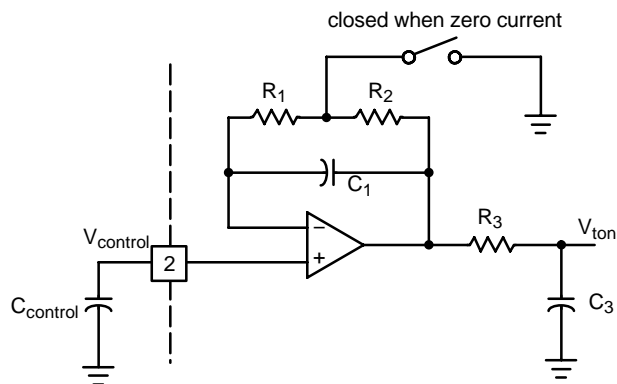 closed when zero current
R1 R2
C1
R3
Vcontrol
Vton
− 
2
+
Ccontrol
C3